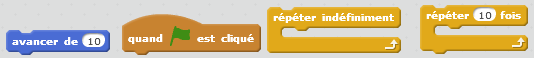 avancer de 10
quand est cliqué
répéter indéfiniment
répéter 10 fois